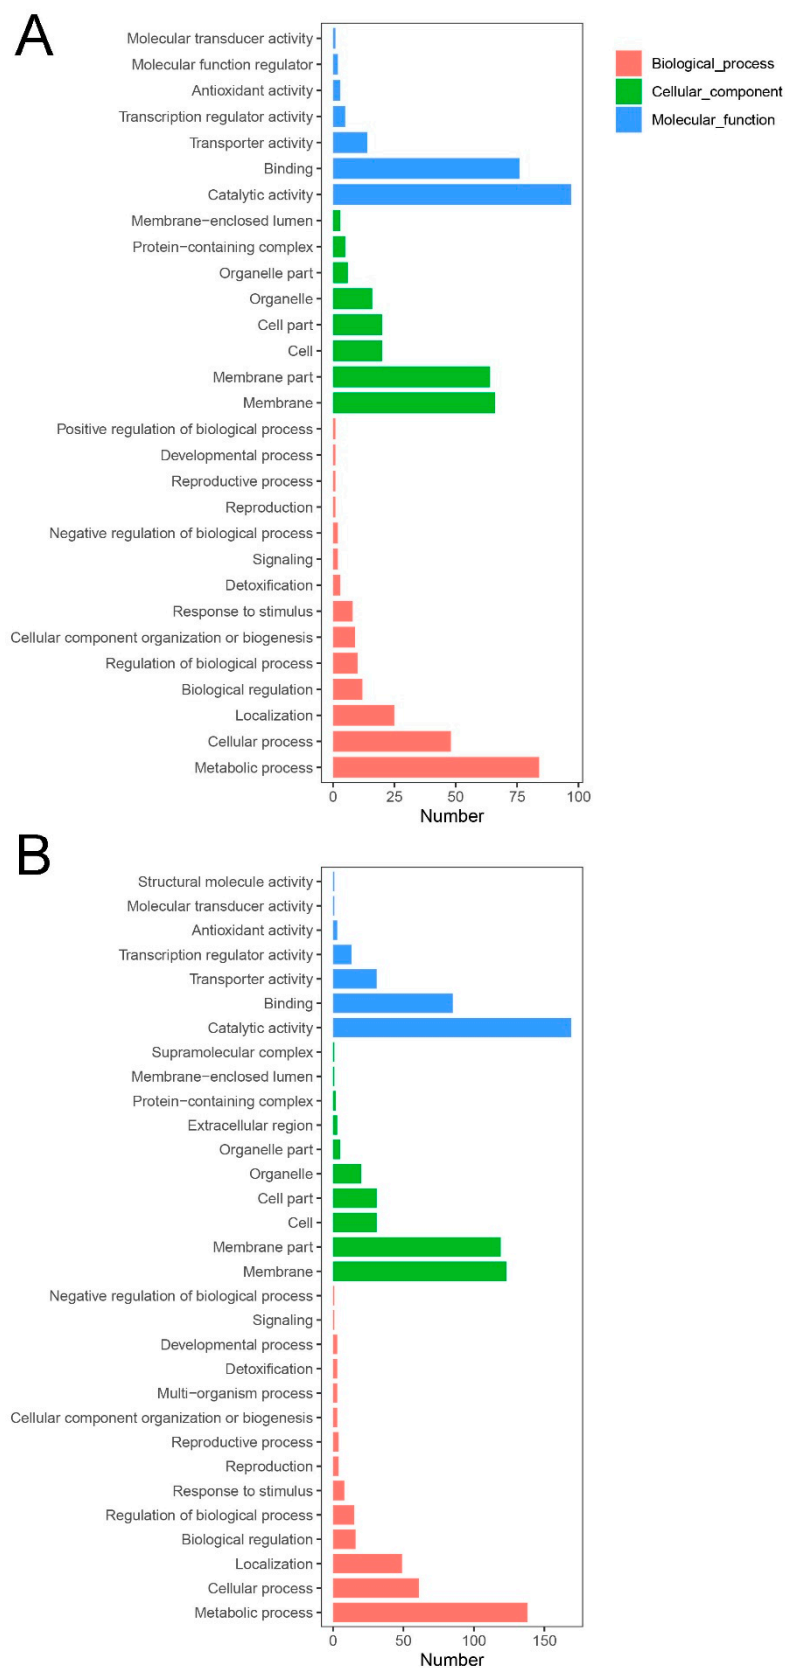 A
Molecular transducer activity
Molecular function regulator
Antioxidant activity
Transcription regulator activity
Transporter activity
Binding
Catalytic activity
Membrane−enclosed lumen
Protein−containing complex
Organelle part
Organelle
Cell part
Cell
Membrane part
Membrane
Positive regulation of biological process
Developmental process
Reproductive process
Reproduction
Negative regulation of biological process
Signaling
Detoxification
Response to stimulus
Cellular component organization or biogenesis
Regulation of biological process
Biological regulation
Localization
Cellular process
Metabolic process
0 25 50 75 100
Number
Biological_process
Cellular_component
Molecular_function
B
Structural molecule activity
Molecular transducer activity
Antioxidant activity
Transcription regulator activity
Transporter activity
Binding
Catalytic activity
Supramolecular complex
Membrane−enclosed lumen
Protein−containing complex
Extracellular region
Organelle part
Organelle
Cell part
Cell
Membrane part
Membrane
Negative regulation of biological process
Signaling
Developmental process
Detoxification
Multi−organism process
Cellular component organization or biogenesis
Reproductive process
Reproduction
Response to stimulus
Regulation of biological process
Biological regulation
Localization
Cellular process
Metabolic process
0 50 100 150
Number